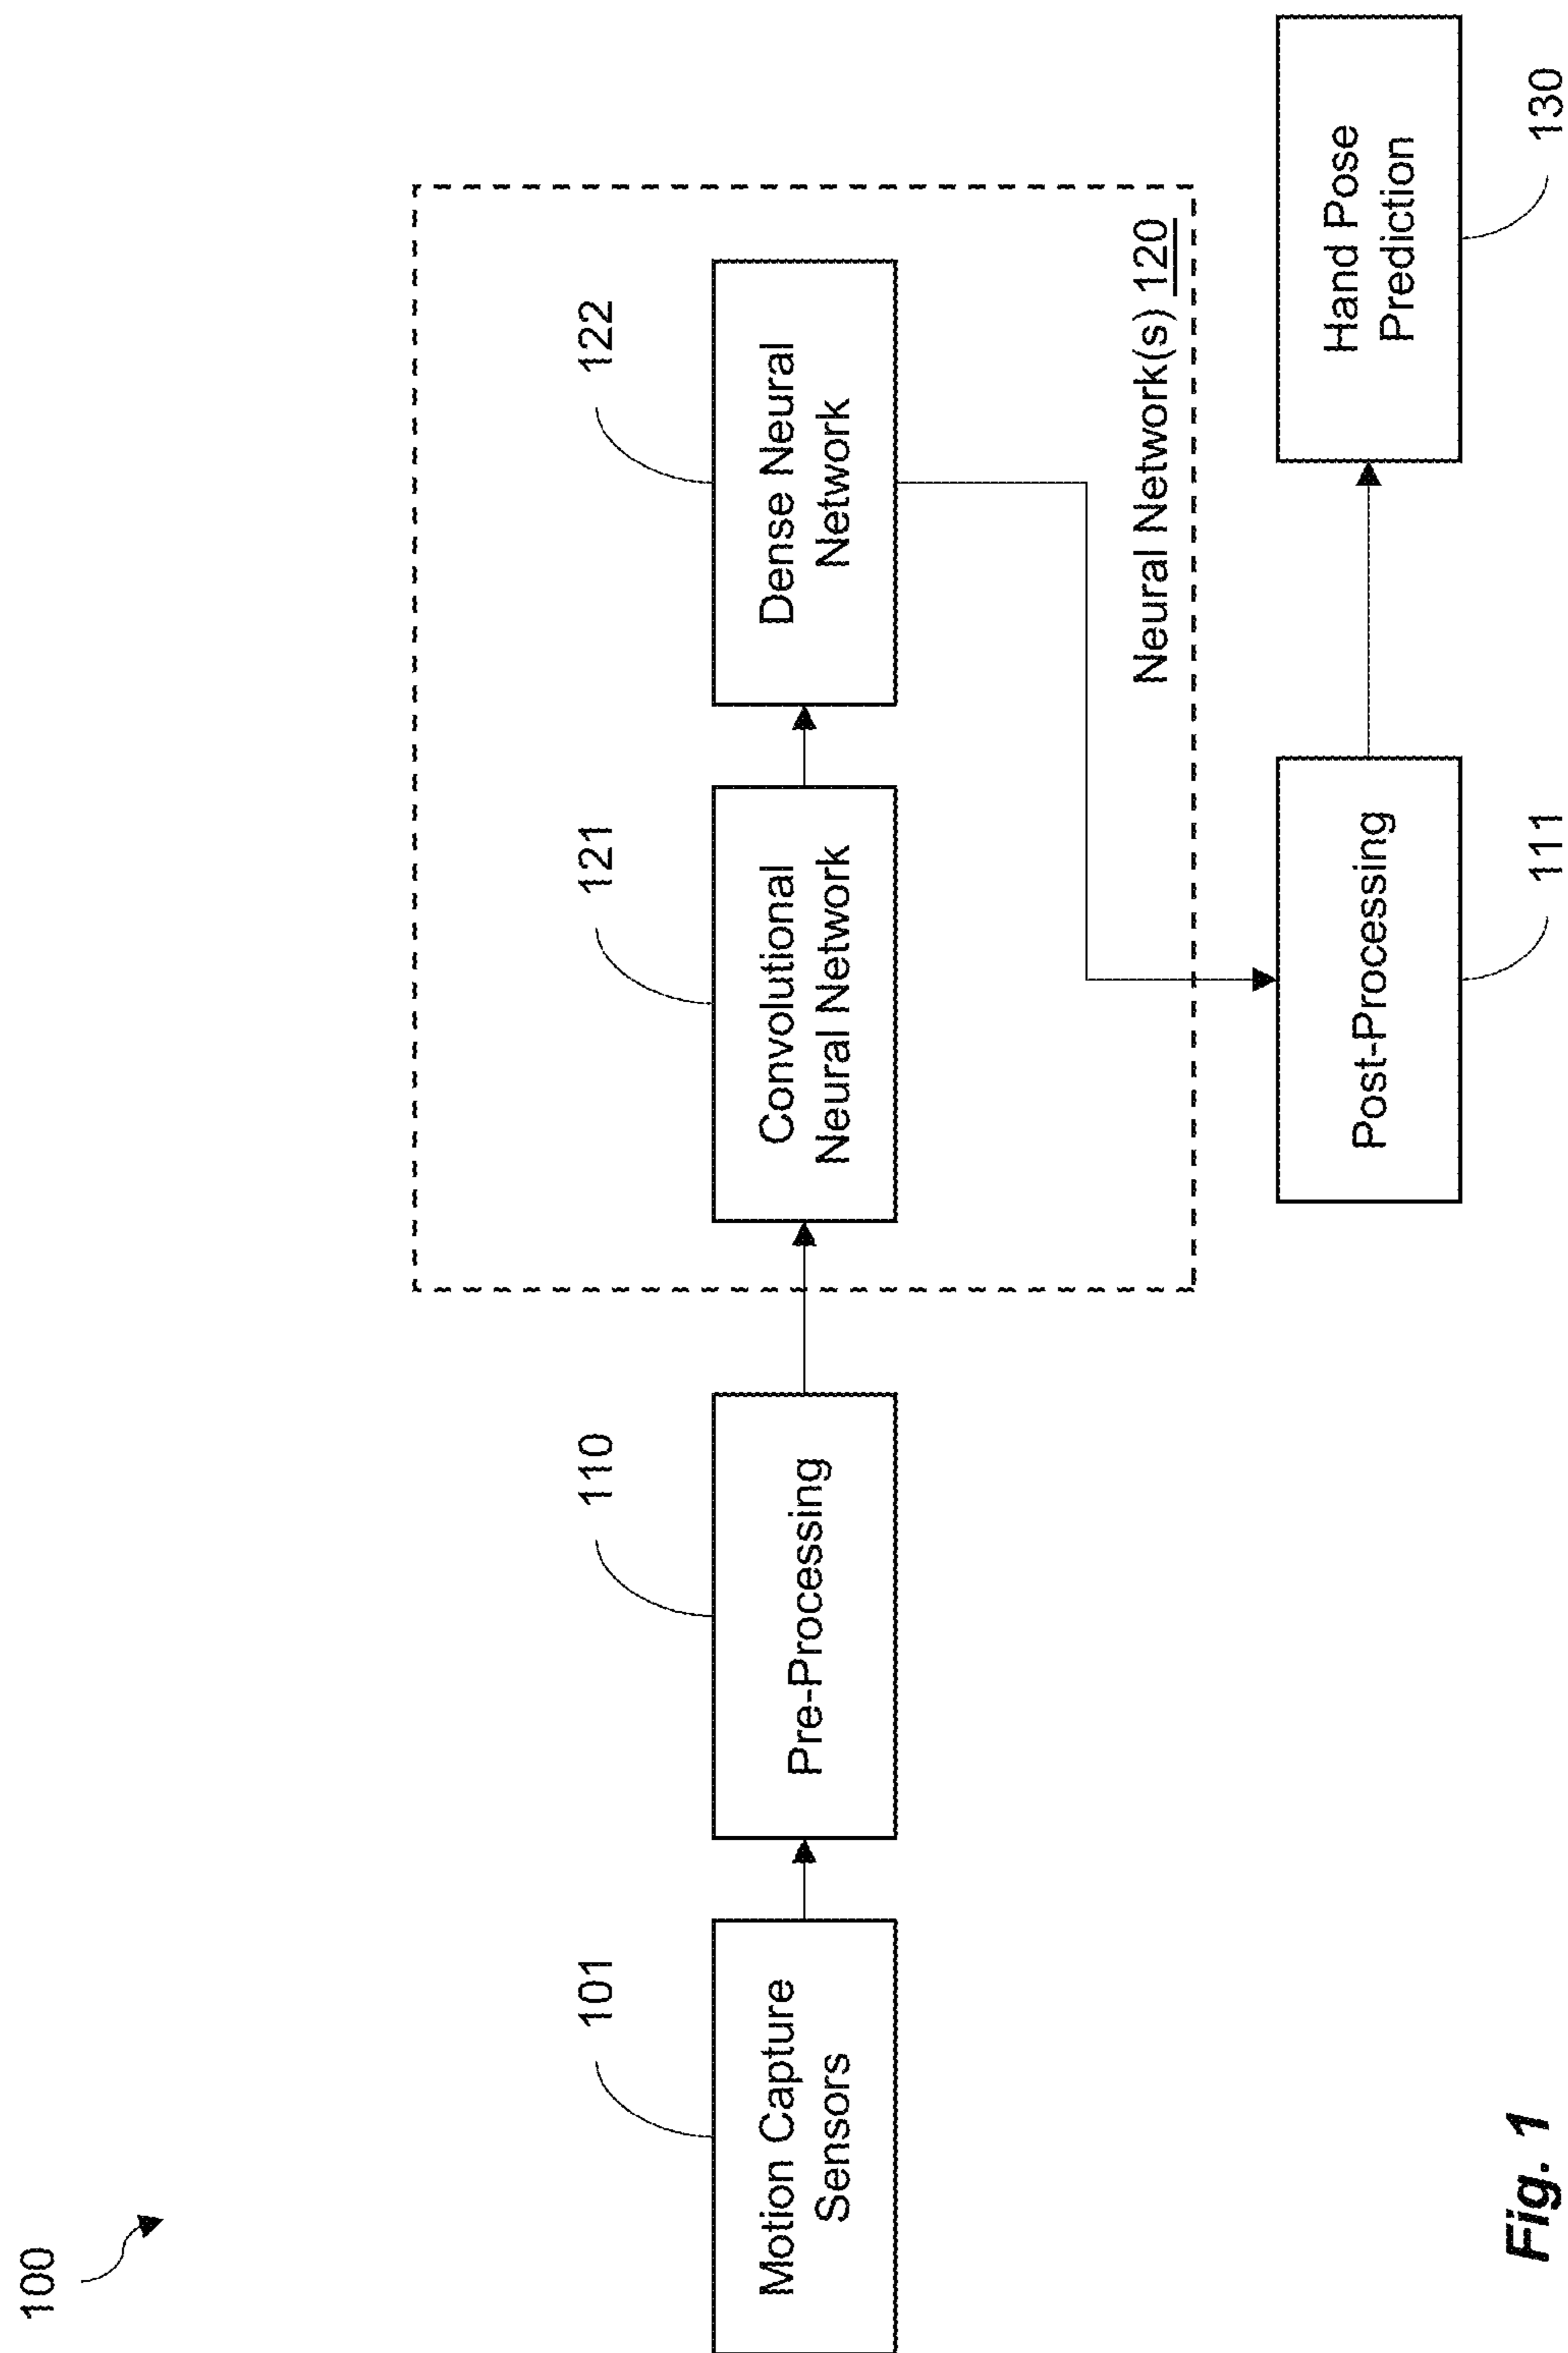 100
101
110
121
122
Motion Capture
Sensors
Pre-Processing
Convolutional
Neural Network
Dense Neural
Network
Neural Network(s) 120
Post-Processing
Hand Pose
Prediction
111
130
Fig. 1